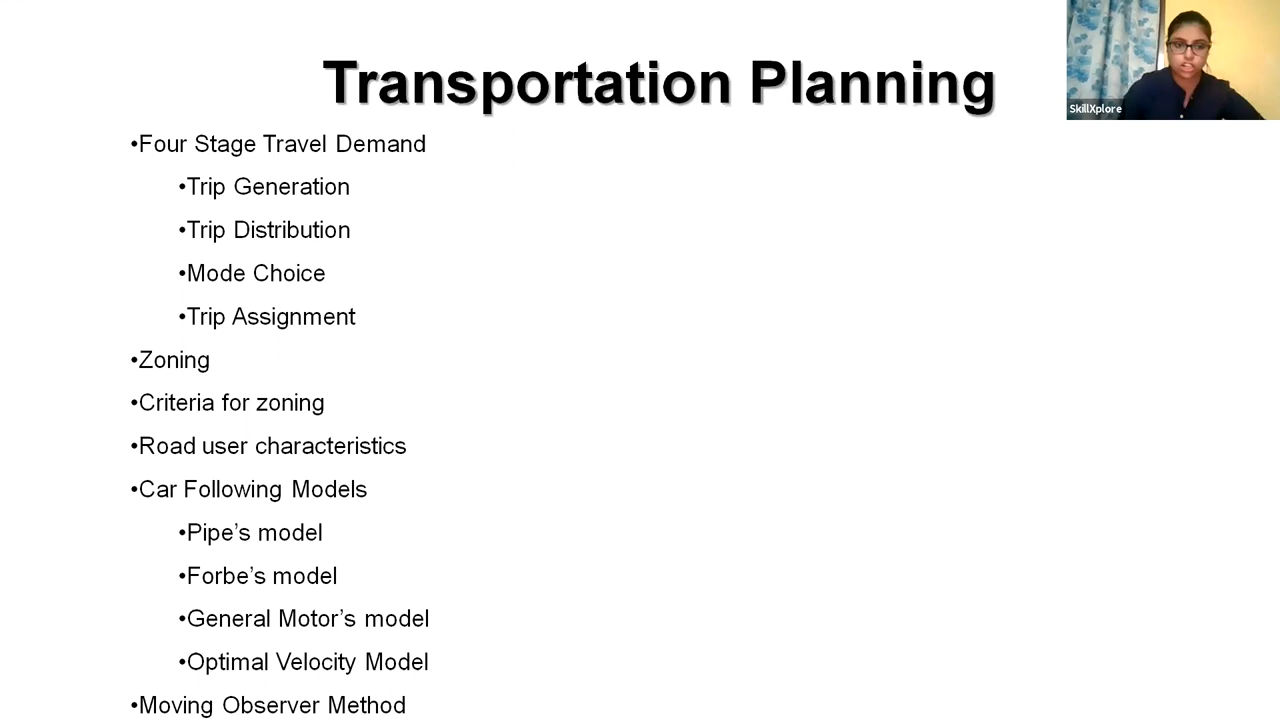 Transportation Planning
SkillXplore
•Four Stage Travel Demand
•Trip Generation
•Trip Distribution
•Mode Choice
•Trip Assignment
•Zoning
•Criteria for zoning
•Road user characteristics
•Car Following Models
•Pipe’s model
•Forbe’s model
•General Motor’s model
•Optimal Velocity Model
•Moving Observer Method